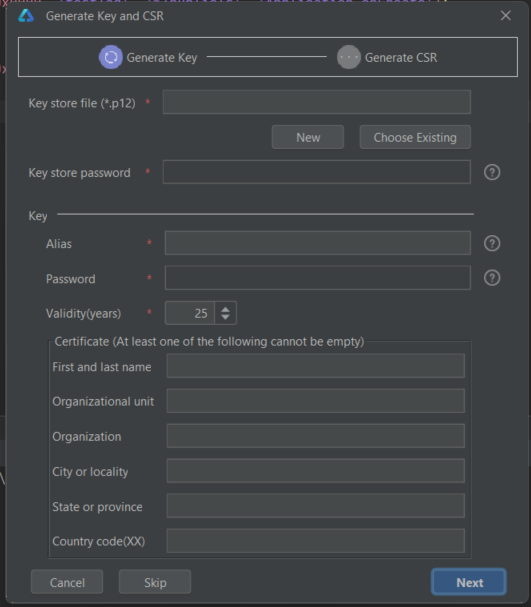 Generate Key and CSR
Generate Key
Generate CSR
Key store file (*.p12) *
New
Choose Existing
Key store password * ?
Key
Alias * ?
Password * ?
Validity(years) * 25
Certificate (At least one of the following cannot be empty)
First and last name
Organizational unit
Organization
City or locality
State or province
Country code(XX)
Cancel
Skip
Next